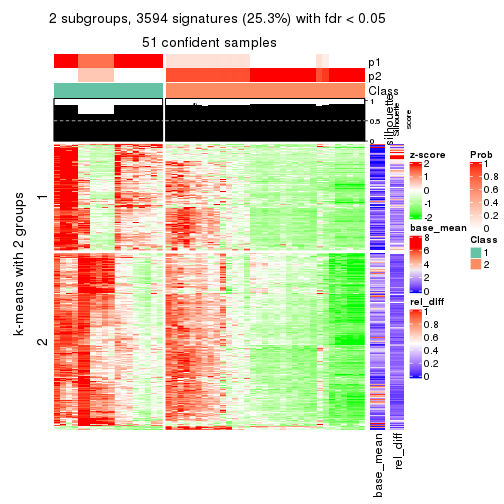 2 subgroups, 3594 signatures (25.3%) with fdr < 0.05
51 confident samples
p1
p2
Class
1
0.5
0
silhouette
Silhouette
score
k-means with 2 groups
1
2
base_mean
rel_diff
z-score
2
1
0
-1
-2
base_mean
8
6
4
2
0
rel_diff
1
0.8
0.6
0.4
0.2
0
Prob
1
0.8
0.6
0.4
0.2
0
Class
1
2